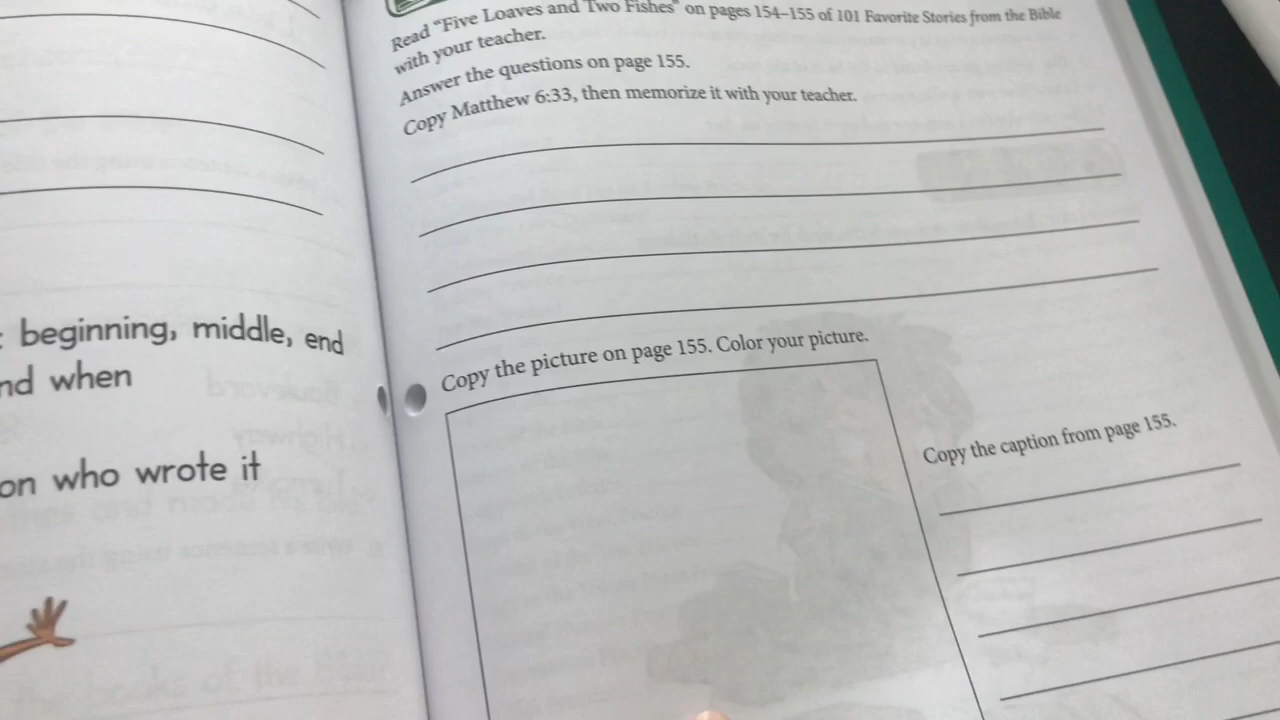 : beginning, middle, end
nd when
on who wrote it
Read “Five Loaves and Two Fishes” on pages 154–155 of 101 Favorite Stories from the Bible
with your teacher.
Answer the questions on page 155.
Copy Matthew 6:33, then memorize it with your teacher.
Copy the picture on page 155. Color your picture.
Copy the caption from page 155.